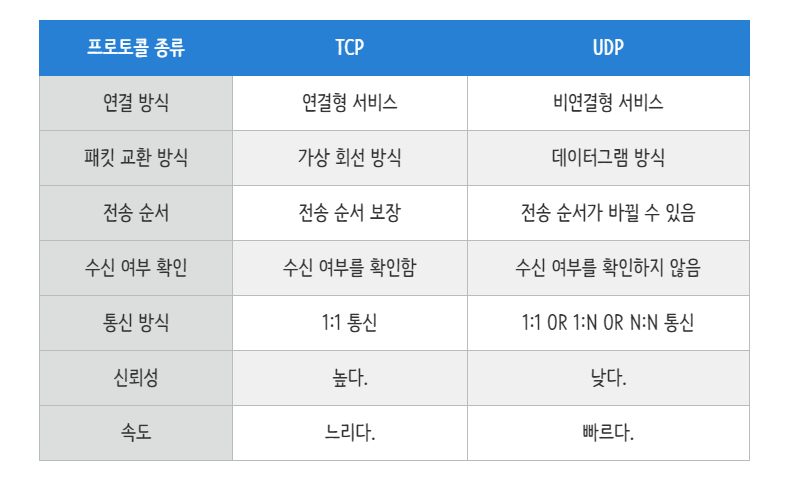 프로토콜 종류 TCP UDP
연결 방식 연결형 서비스 비연결형 서비스
패킷 교환 방식 가상 회선 방식 데이터그램 방식
전송 순서 전송 순서 보장 전송 순서가 바뀔 수 있음
수신 여부 확인 수신 여부를 확인함 수신 여부를 확인하지 않음
통신 방식 1:1 통신 1:1 OR 1:N OR N:N 통신
신뢰성 높다. 낮다.
속도 느리다. 빠르다.